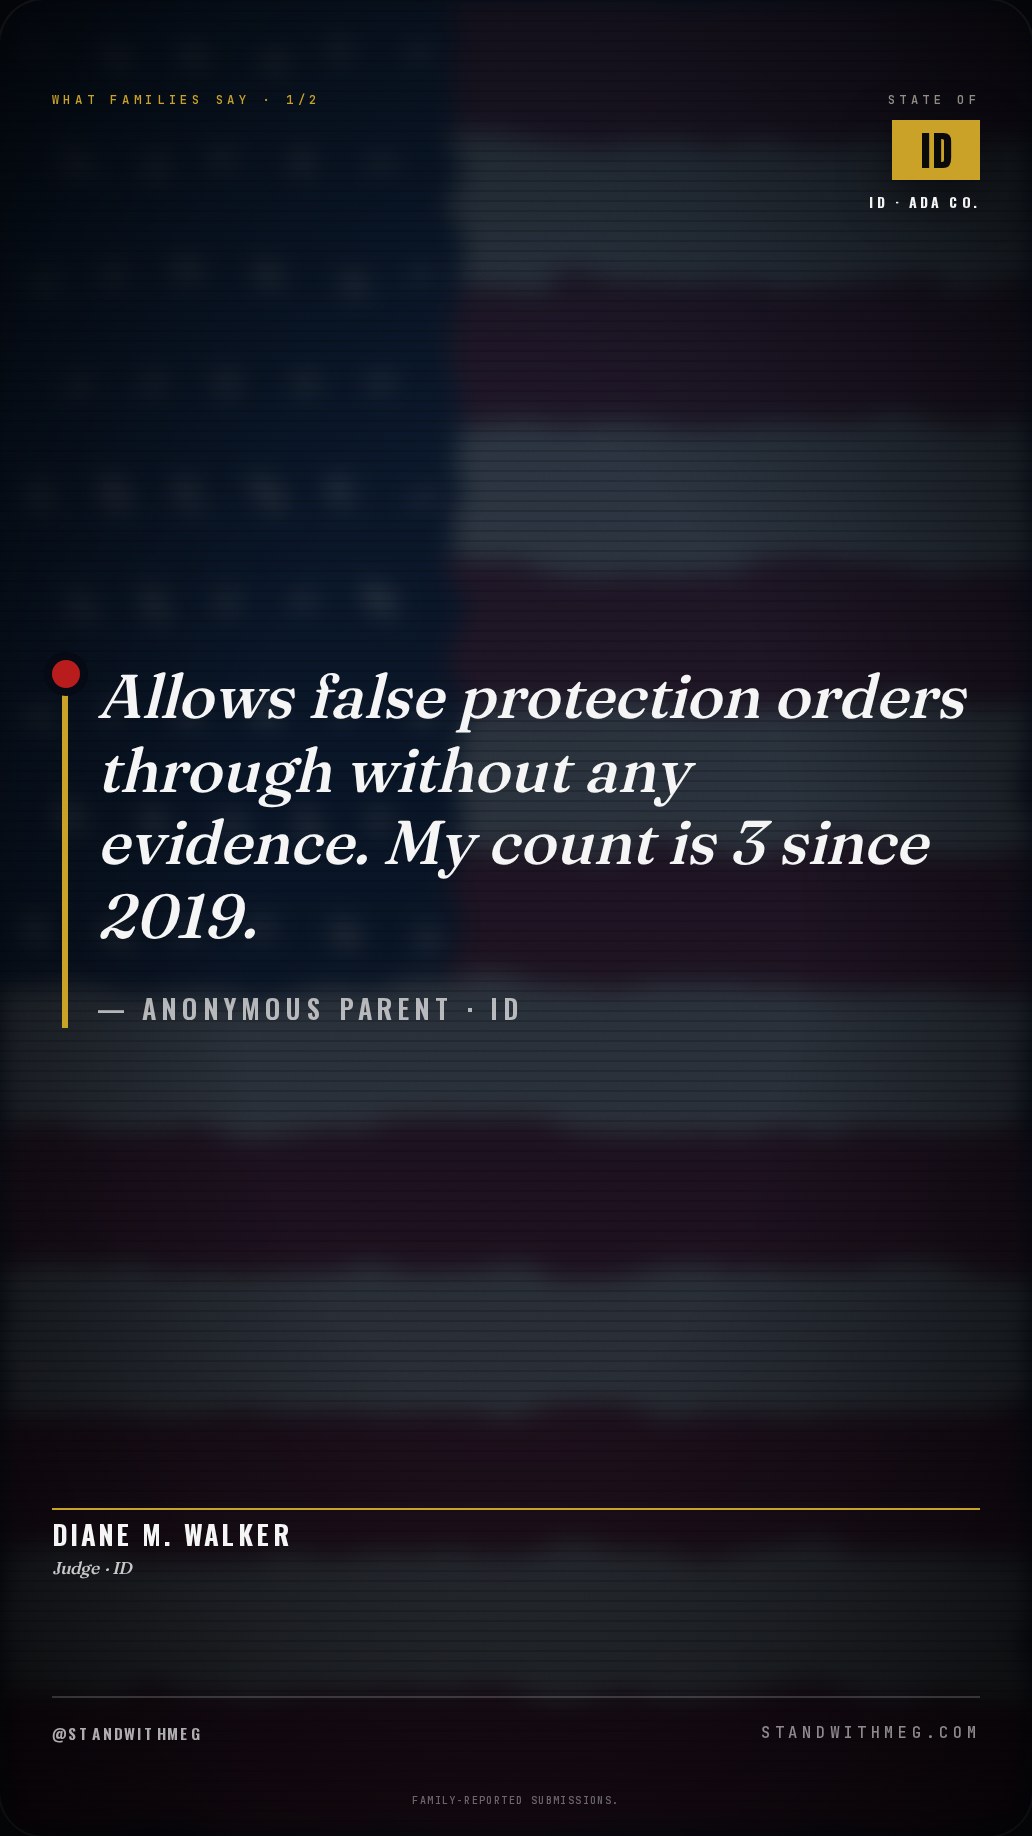 WHAT FAMILIES SAY · 1/2
STATE OF
ID
ID · ADA CO.
Allows false protection orders
through without any
evidence. My count is 3 since
2019.
— ANONYMOUS PARENT · ID
DIANE M. WALKER
Judge · ID
@STANDWITHMEG
STANDWITHMEG.COM
FAMILY-REPORTED SUBMISSIONS.